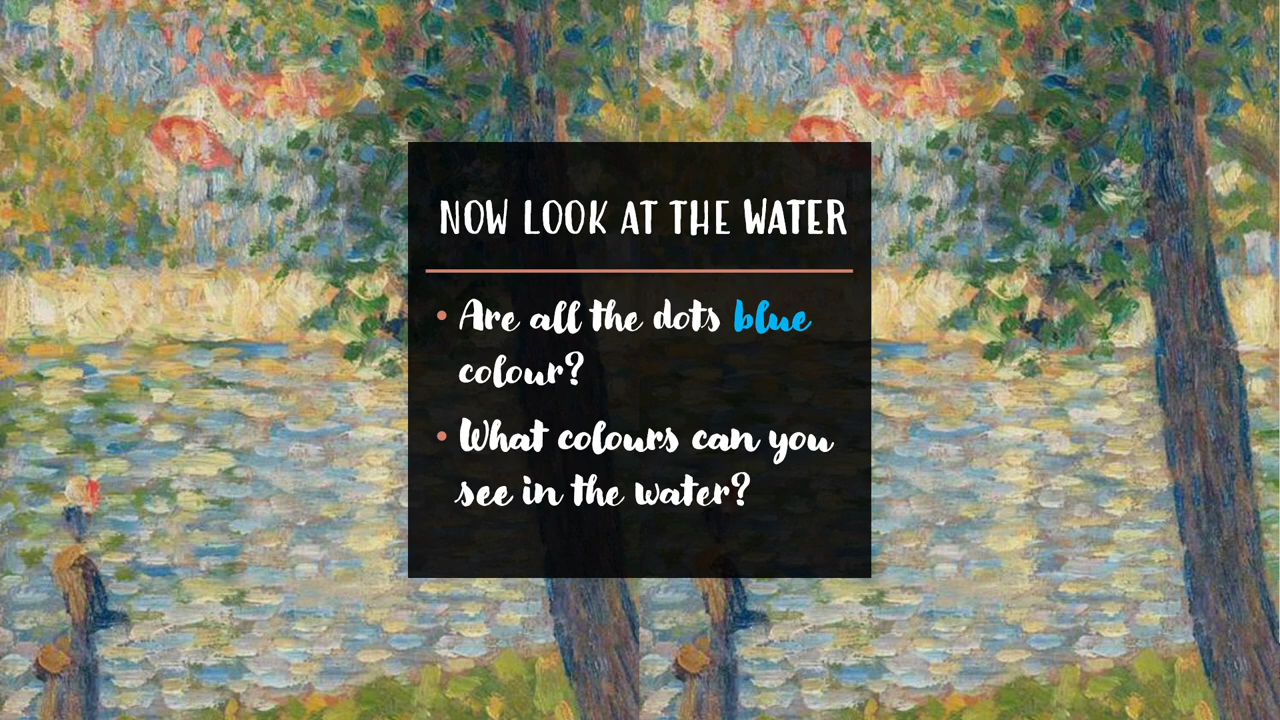 NOW LOOK AT THE WATER
• Are all the dots blue
colour?
• What colours can you
see in the water?